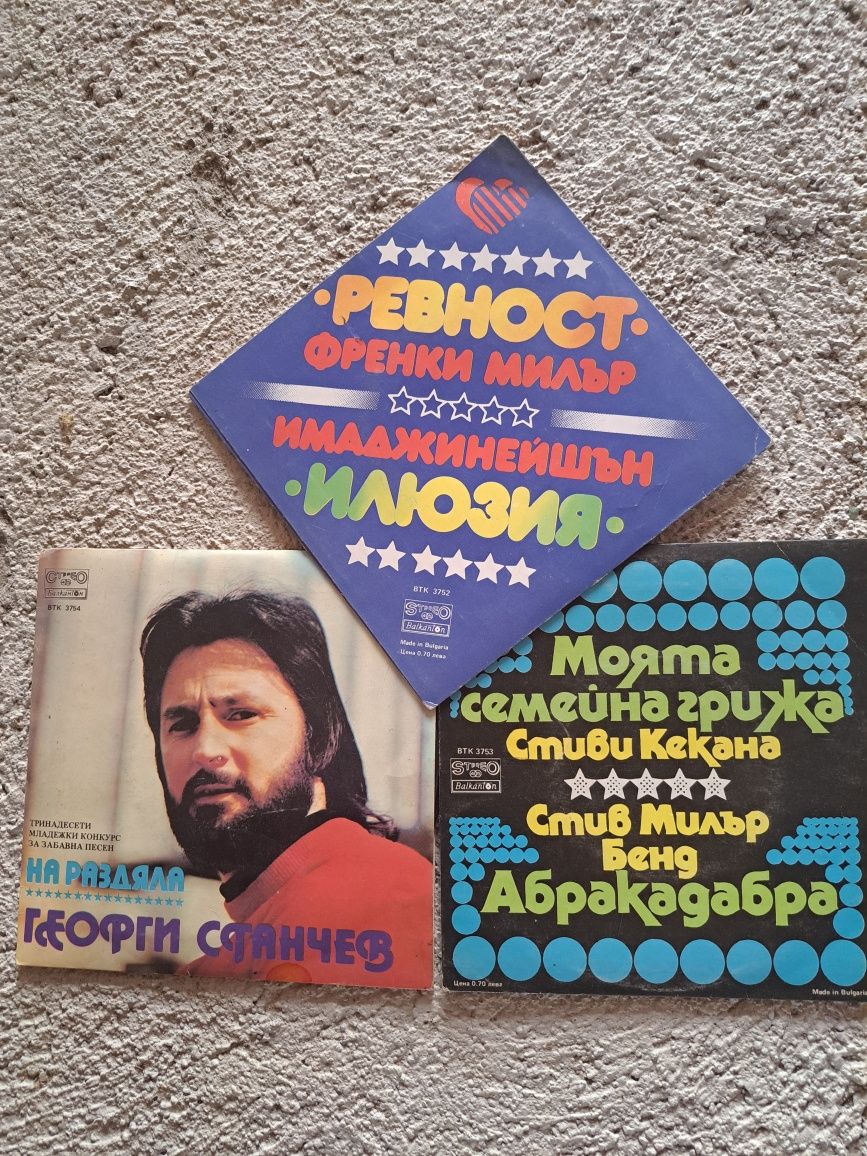 ·РЕВНОСТ·
ФРЕНКИ МИЛЪР
ИМАДЖИНЕЙШЪН
·ИЛЮЗИЯ·
ВТК 3752
STEREO
Balkanton
Made in Bulgaria
Цена 0.70 лева
STEREO
Balkanton
ВТК 3754
ТРИНАДЕСЕТИ
МЛАДЕЖКИ КОНКУРС
ЗА ЗАБАВНА ПЕСЕН
НА РАЗДЯЛА
ГЕОРГИ СТАНЧЕВ
Моята
семейна грижа
ВТК 3753
Стиви Кекана
STEREO
Balkanton
Стив Милър
Бенд
Абракадабра
Цена 0.70 лева
Made in Bulgaria